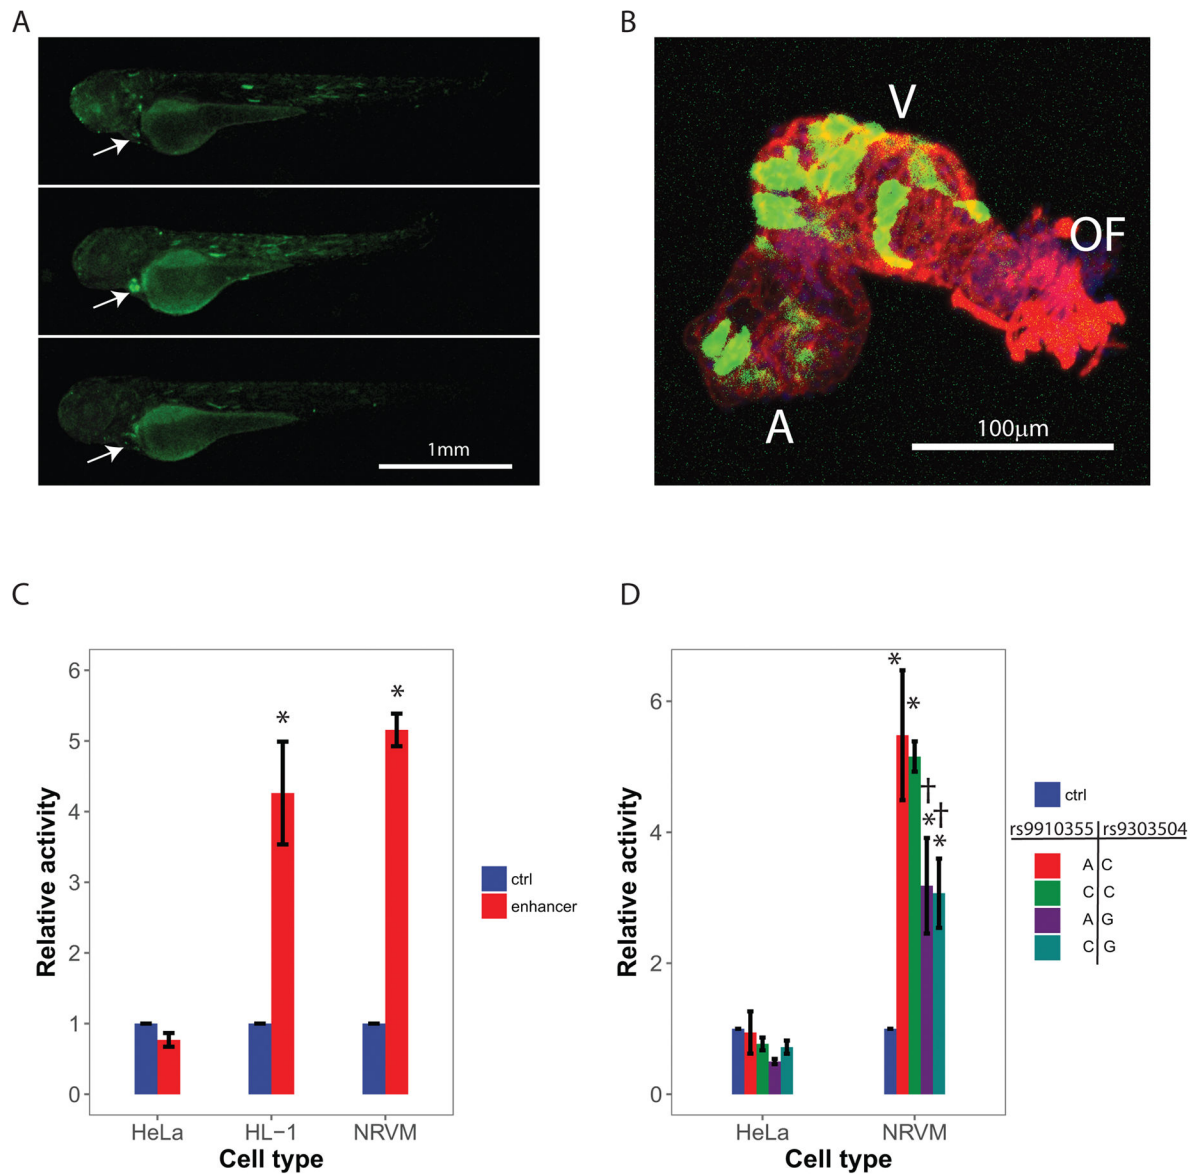 A
B
1mm
V
OF
A
100μm
C
D
Relative activity
6
5
4
3
2
1
0
*
*
HeLa
HL−1
NRVM
Cell type
ctrl
enhancer
Relative activity
6
4
2
0
*
*
†
*
†
*
HeLa
NRVM
Cell type
ctrl
rs9910355 rs9303504
A C
C C
A G
C G